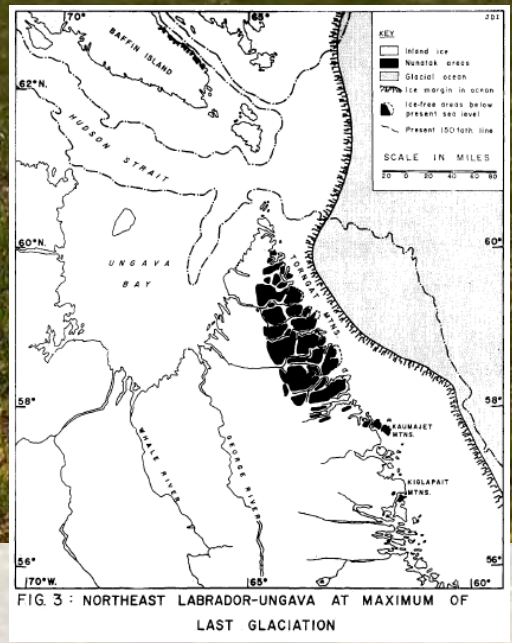 70°
65°
JDI
KEY
Inland ice
Nunatak areas
Glacial ocean
Ice margin in ocean
Ice-free areas below
present sea level
Present 150 fath line
SCALE IN MILES
20 0 20 40 60 80
BAFFIN ISLAND
62°N.
HUDSON STRAIT
60°N.
60°
UNGAVA
BAY
TORNGAT MTNS.
58°
58°
KAUMAJET
MTNS.
WHALE RIVER
GEORGE RIVER
KIGLAPAIT
MTNS.
56°
56°
70°W.
65°
60°
FIG. 3 : NORTHEAST LABRADOR-UNGAVA AT MAXIMUM OF
LAST GLACIATION